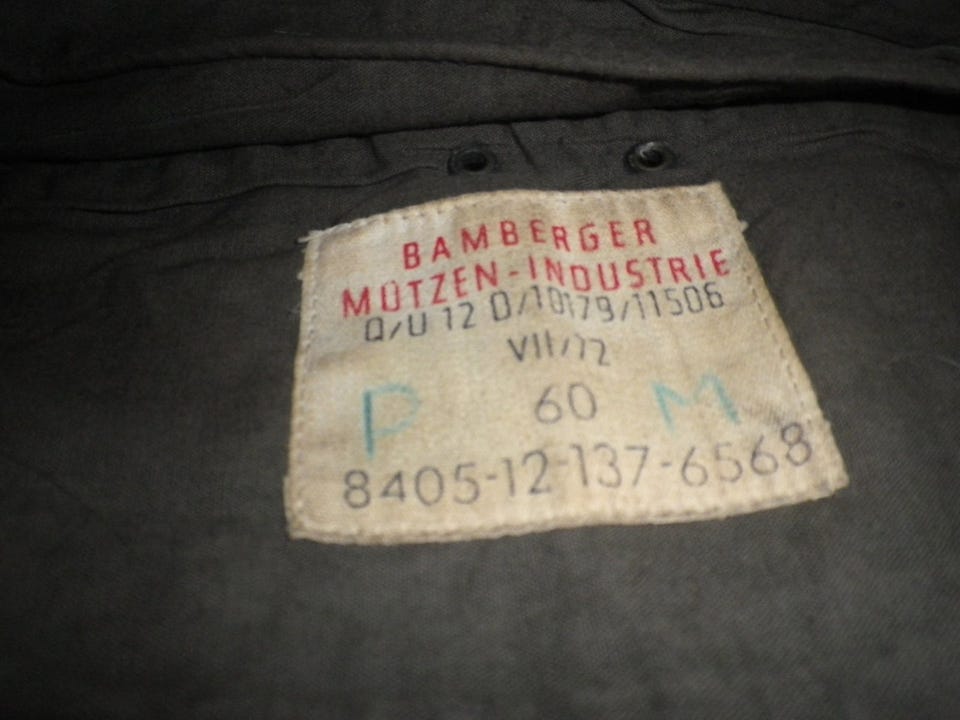 BAMBERGER
MÜTZEN-INDUSTRIE
Q/U 12 D/10179/11506
VII/72
P 60 M
8405-12-137-6568